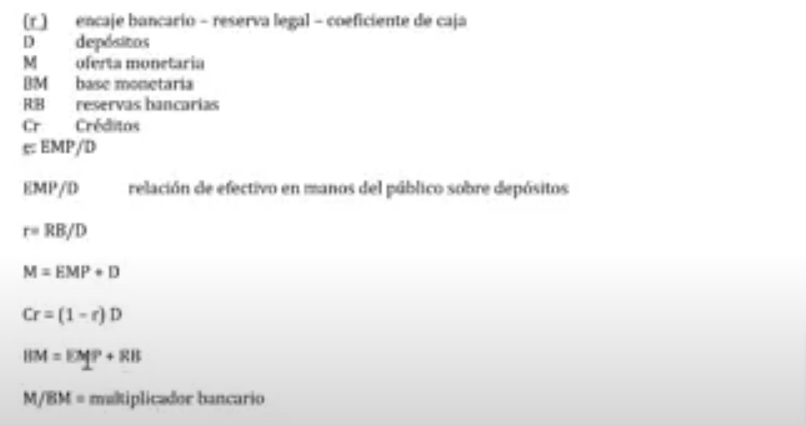 (r ) encaje bancario – reserva legal – coeficiente de caja
D depósitos
M oferta monetaria
BM base monetaria
RB reservas bancarias
Cr Créditos
e: EMP/D
EMP/D relación de efectivo en manos del público sobre depósitos
r= RB/D
M = EMP + D
Cr = (1 – r) D
BM = EMP + RB
M/BM = multiplicador bancario